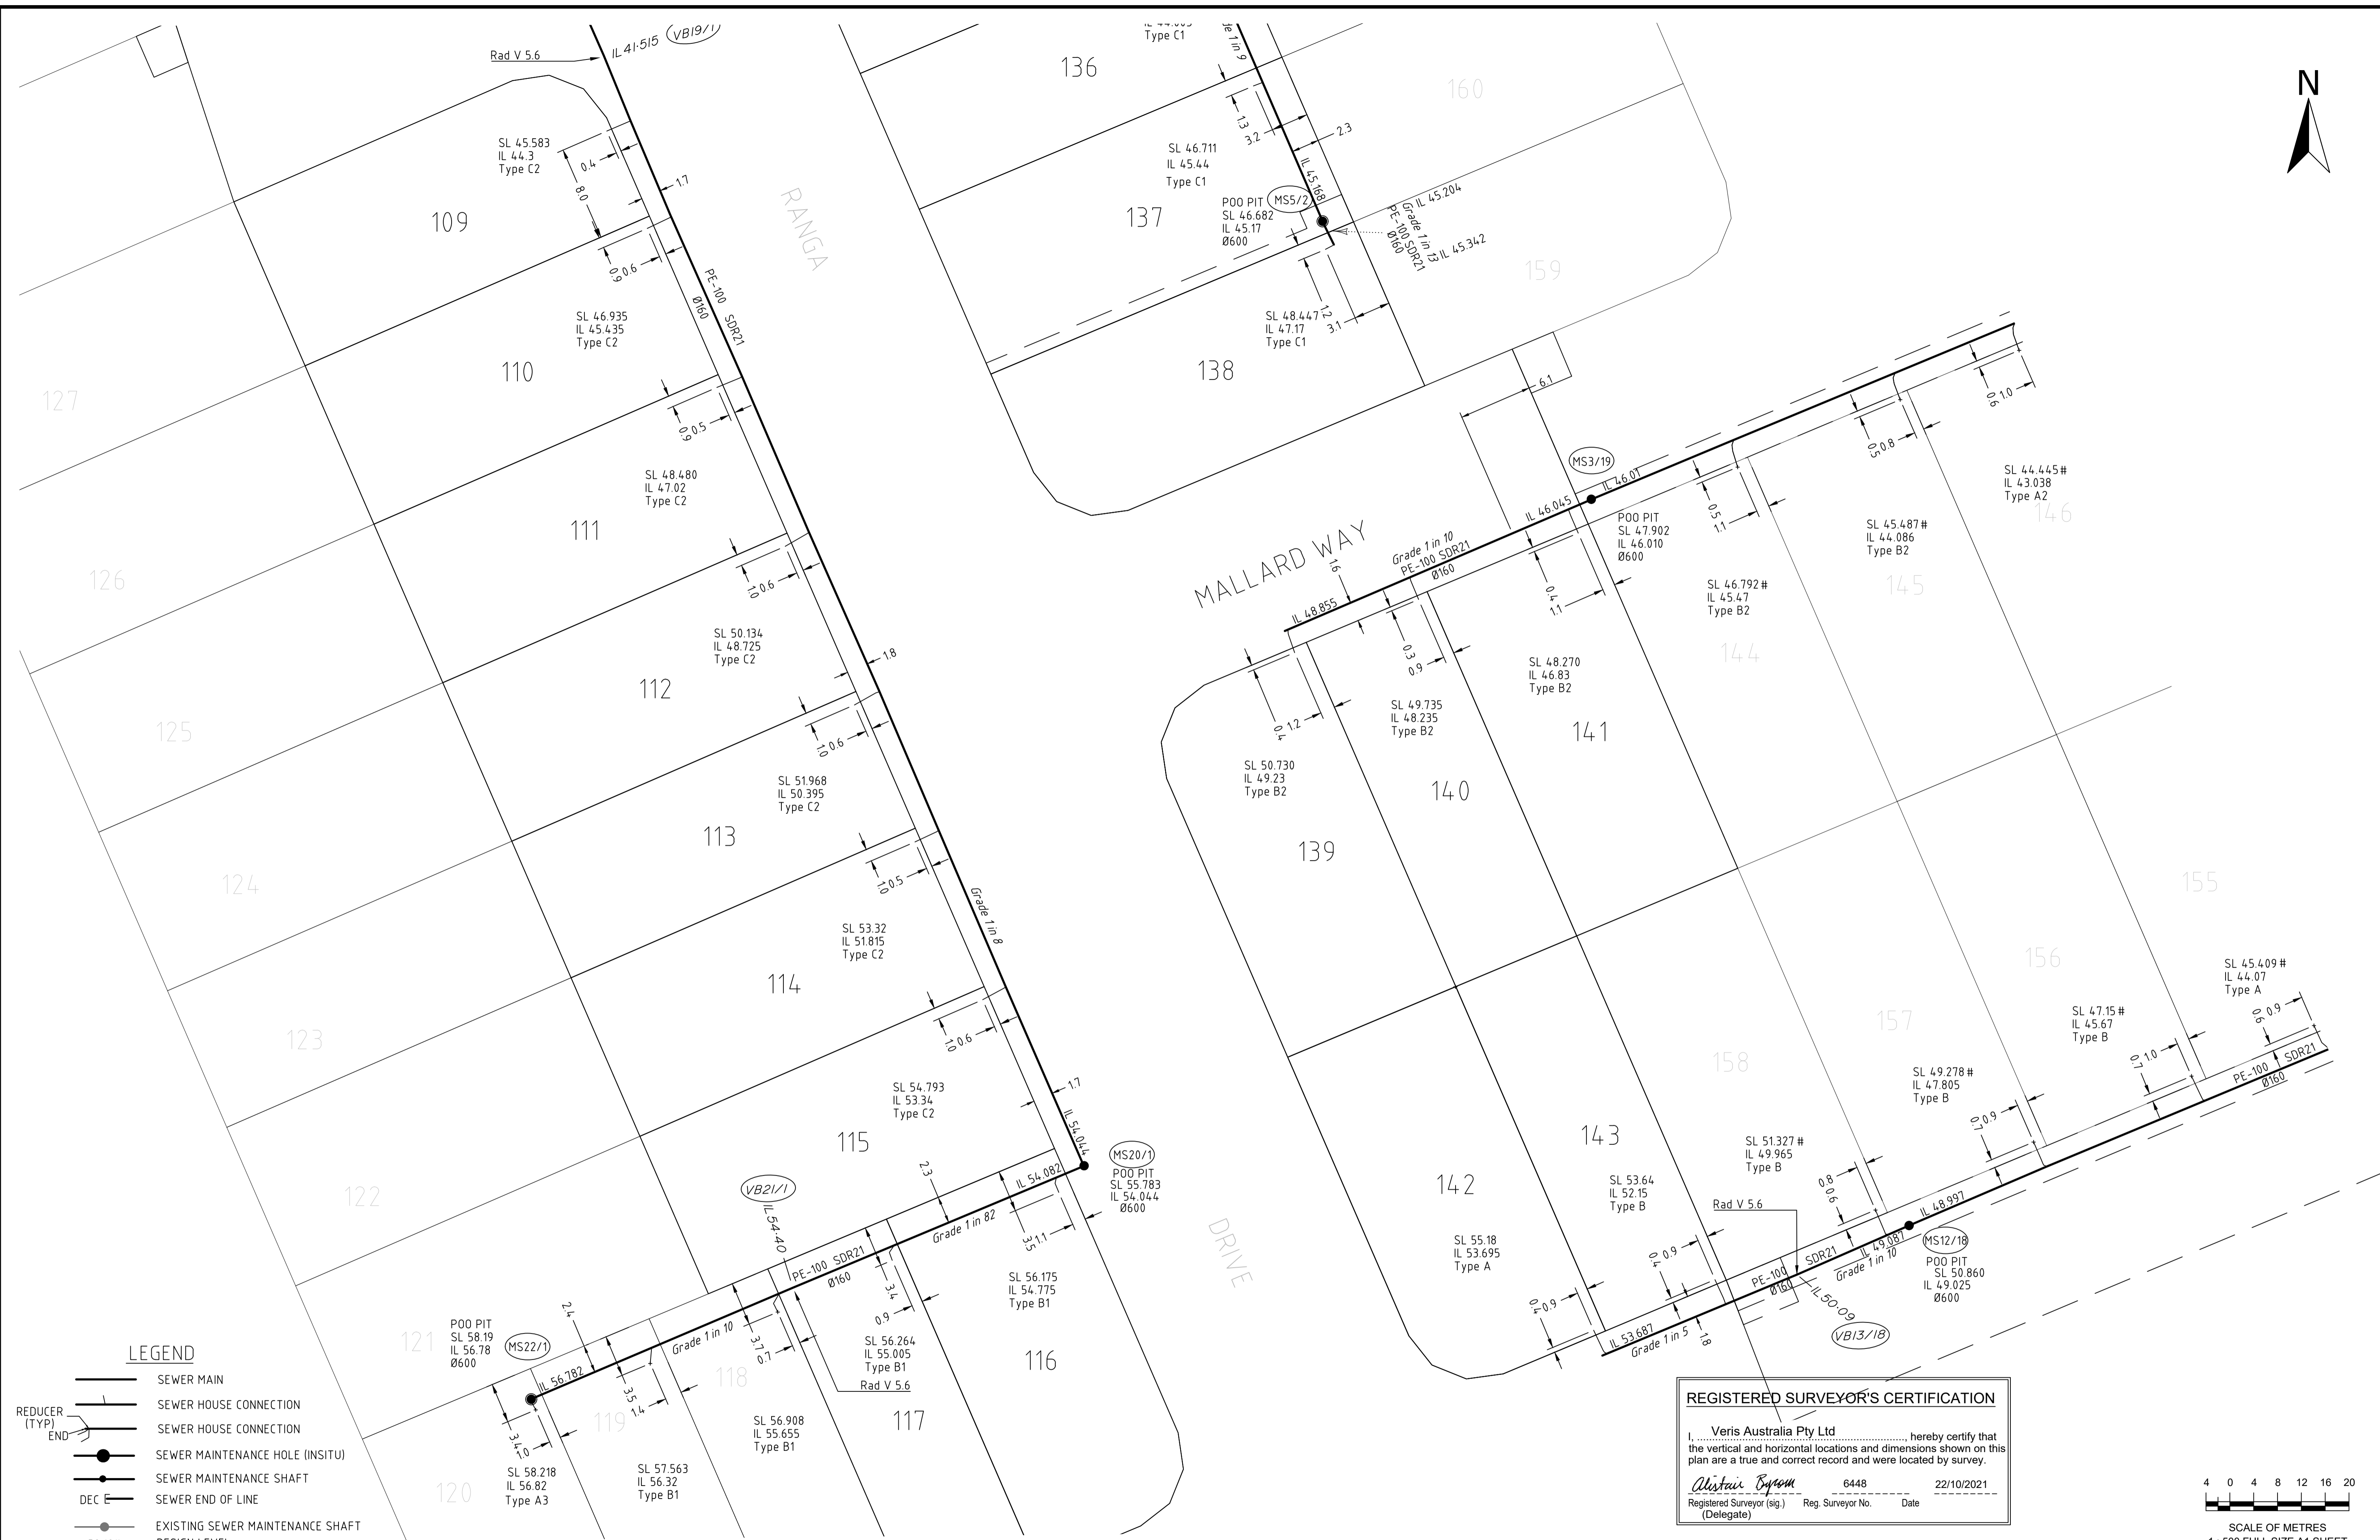 Rad V 5.6
IL 41·515
VB19/1
Type C1
136
160
N
SL 45.583
IL 44.3
Type C2
0.4
8.0
1.7
109
RANGA
1.3
3.2
2.3
SL 46.711
IL 45.44
Type C1
IL 45.168
POO PIT
SL 46.682
IL 45.17
Ø600
MS5/2
137
IL 45.204
Grade 1 in 13
PE-100 SDR21
Ø160
IL 45.342
159
0.9
0.6
PE-100 SDR21
Ø160
SL 46.935
IL 45.435
Type C2
110
127
SL 48.447
IL 47.17
Type C1
1.2
3.1
138
6.1
0.9
0.5
SL 48.480
IL 47.02
Type C2
111
126
MS3/19
IL 46.01
IL 46.045
POO PIT
SL 47.902
IL 46.010
Ø600
0.5
1.1
0.5
0.8
0.6
1.0
SL 44.445#
IL 43.038
Type A2
146
SL 45.487#
IL 44.086
Type B2
145
SL 46.792#
IL 45.47
Type B2
144
MALLARD WAY
Grade 1 in 10
PE-100 SDR21
Ø160
1.6
IL 48.855
0.4
1.1
0.3
0.9
1.0
0.6
SL 50.134
IL 48.725
Type C2
112
125
1.8
SL 48.270
IL 46.83
Type B2
141
SL 49.735
IL 48.235
Type B2
140
0.4
1.2
SL 50.730
IL 49.23
Type B2
139
1.0
0.6
SL 51.968
IL 50.395
Type C2
113
124
1.0
0.5
Grade 1 in 8
SL 53.32
IL 51.815
Type C2
114
123
1.0
0.6
SL 54.793
IL 53.34
Type C2
115
122
1.7
IL 54.044
MS20/1
POO PIT
SL 55.783
IL 54.044
Ø600
2.3
IL 54.082
Grade 1 in 82
3.5
1.1
VB21/1
IL 54·40
PE-100 SDR21
Ø160
3.4
0.9
SL 56.175
IL 54.775
Type B1
116
SL 56.264
IL 55.005
Type B1
Rad V 5.6
117
3.7
0.7
SL 56.908
IL 55.655
Type B1
118
Grade 1 in 10
2.4
3.5
1.4
119
SL 57.563
IL 56.32
Type B1
IL 56.782
MS22/1
POO PIT
SL 58.19
IL 56.78
Ø600
121
3.4
1.0
SL 58.218
IL 56.82
Type A3
120
DRIVE
155
156
157
158
SL 45.409#
IL 44.07
Type A
0.6
0.9
SL 47.15#
IL 45.67
Type B
0.7
1.0
PE-100 SDR21
Ø160
SL 49.278#
IL 47.805
Type B
0.7
0.9
SL 51.327#
IL 49.965
Type B
0.8
0.6
143
SL 53.64
IL 52.15
Type B
Rad V 5.6
142
SL 55.18
IL 53.695
Type A
0.4
0.9
0.4
0.9
IL 53.687
Grade 1 in 5
1.8
PE-100 SDR21
Ø160
IL 49.087
Grade 1 in 10
IL 48.997
MS12/18
POO PIT
SL 50.860
IL 49.025
Ø600
IL 50·09
VB13/18
LEGEND
SEWER MAIN
SEWER HOUSE CONNECTION
REDUCER
(TYP)
END
SEWER HOUSE CONNECTION
SEWER MAINTENANCE HOLE (INSITU)
SEWER MAINTENANCE SHAFT
DEC
SEWER END OF LINE
EXISTING SEWER MAINTENANCE SHAFT
REGISTERED SURVEYOR'S CERTIFICATION
I, Veris Australia Pty Ltd, hereby certify that
the vertical and horizontal locations and dimensions shown on this
plan are a true and correct record and were located by survey.
Alistair Byrom 6448 22/10/2021
Registered Surveyor (sig.) Reg. Surveyor No. Date
(Delegate)
4 0 4 8 12 16 20
SCALE OF METRES